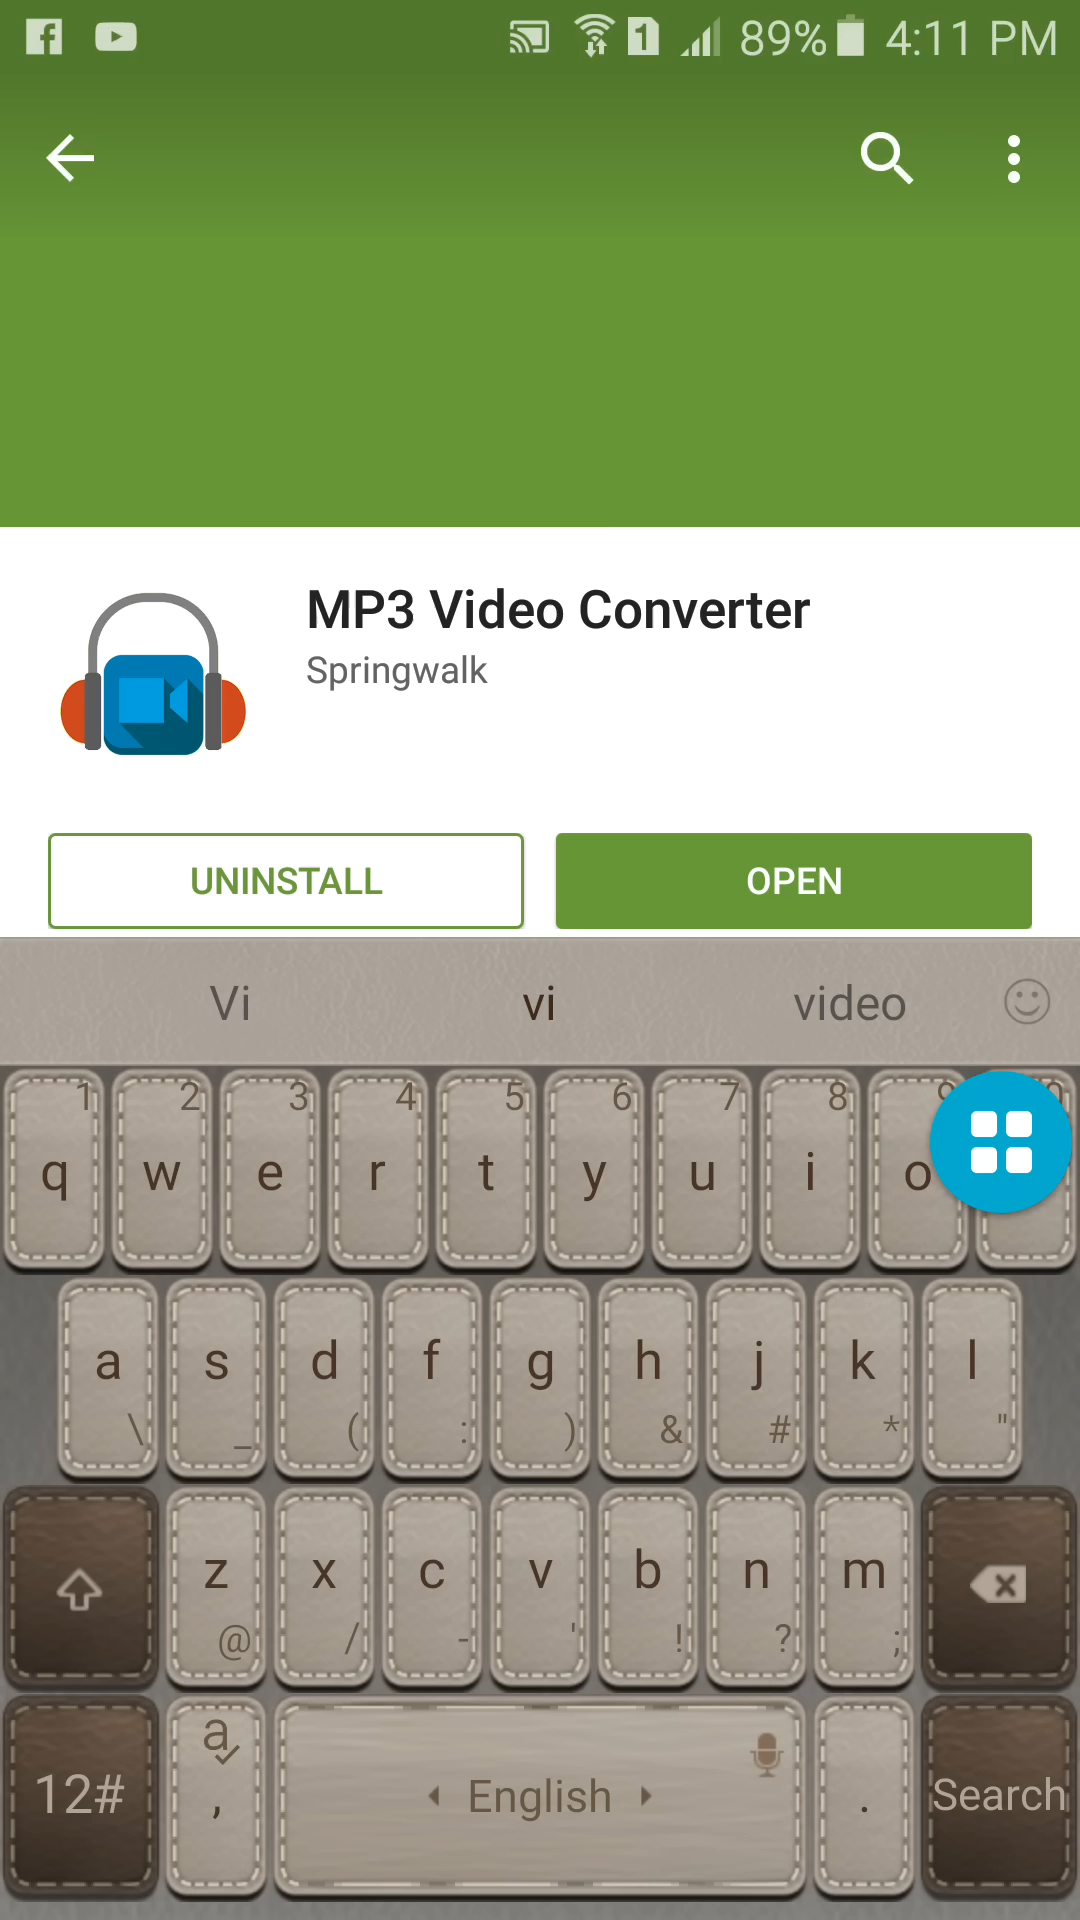 1 89% 4:11 PM
MP3 Video Converter
Springwalk
UNINSTALL OPEN
Vi vi video
1 2 3 4 5 6 7 8 9 0
q w e r t y u i o
a s d f g h j k l
\ _ ( : ) & # * "
z x c v b n m
@ / - ' ! ? ;
12# a , English . Search